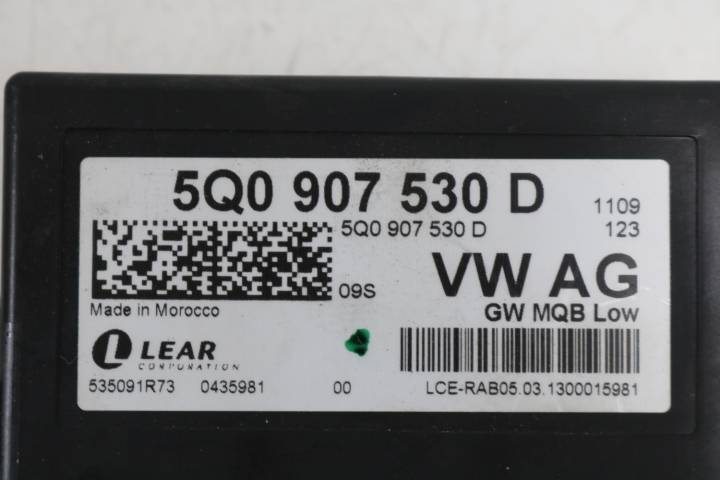 5Q0 907 530 D
1109
5Q0 907 530 D
123
09S
VW AG
Made in Morocco
GW MQB Low
LEAR
CORPORATION
535091R73 0435981 00 LCE-RAB05.03.1300015981